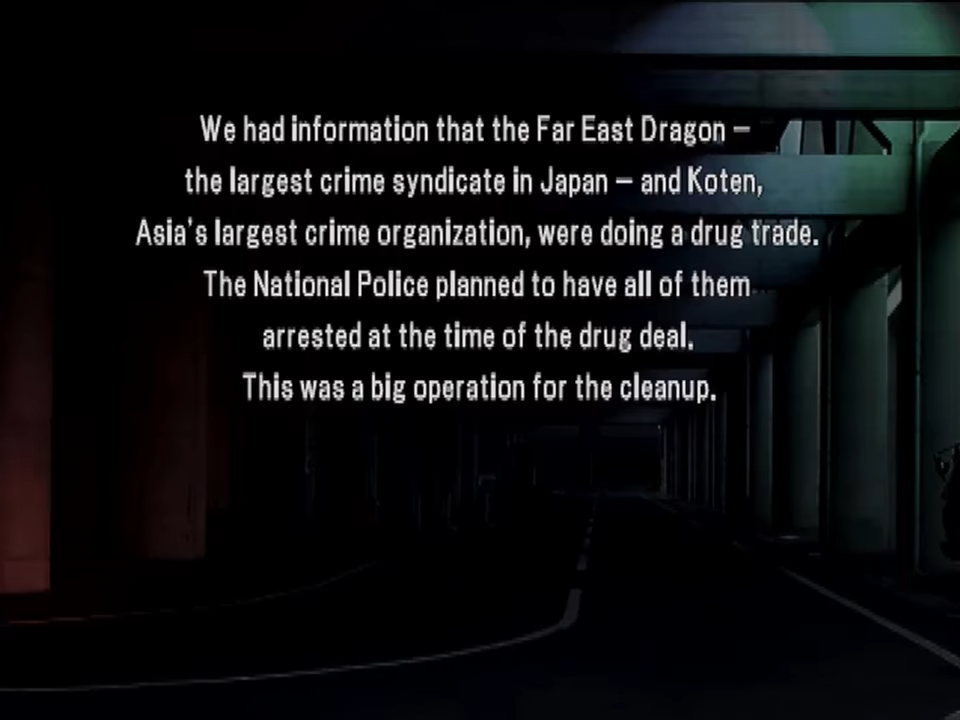 We had information that the Far East Dragon –
the largest crime syndicate in Japan – and Koten,
Asia's largest crime organization, were doing a drug trade.
The National Police planned to have all of them
arrested at the time of the drug deal.
This was a big operation for the cleanup.